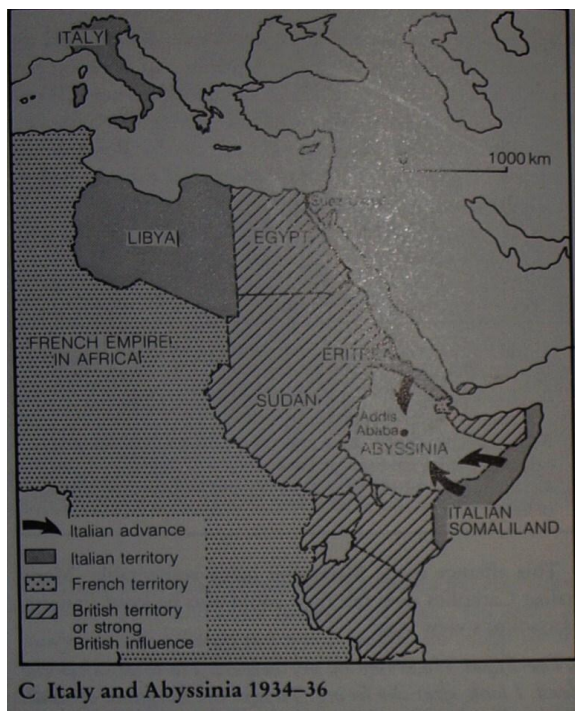 ITALY
1000 km
Suez Canal
LIBYA
EGYPT
FRENCH EMPIRE
IN AFRICA
ERITREA
SUDAN
Addis
Ababa
ABYSSINIA
ITALIAN
SOMALILAND
Italian advance
Italian territory
French territory
British territory
or strong
British influence
C Italy and Abyssinia 1934–36